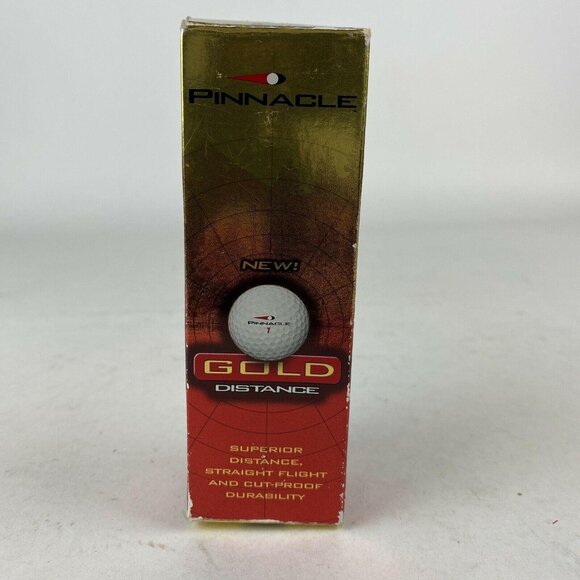 PINNACLE
NEW!
PINNACLE
1
GOLD
DISTANCE
SUPERIOR
DISTANCE,
STRAIGHT FLIGHT
AND CUT-PROOF
DURABILITY